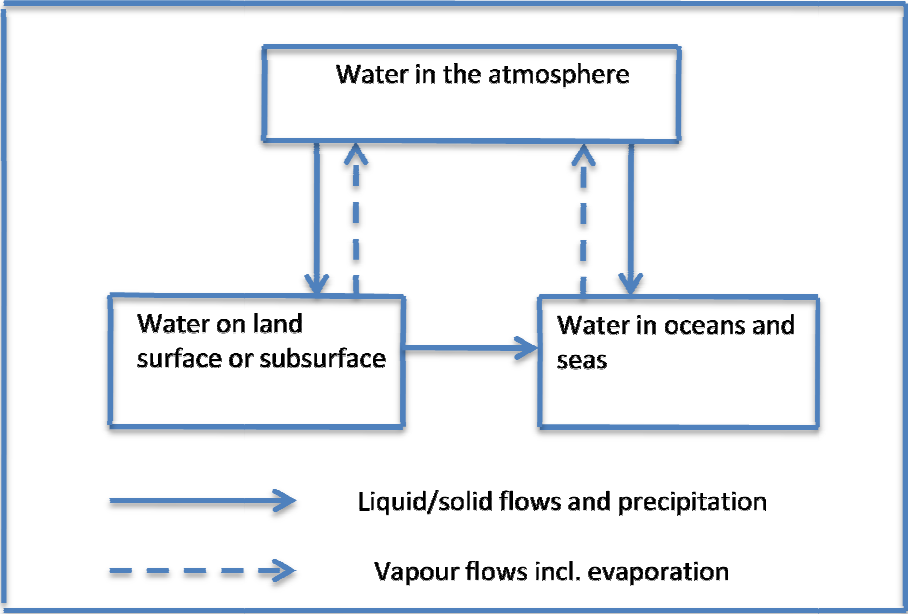 Water in the atmosphere
Water on land
surface or subsurface
Water in oceans and
seas
Liquid/solid flows and precipitation
Vapour flows incl. evaporation